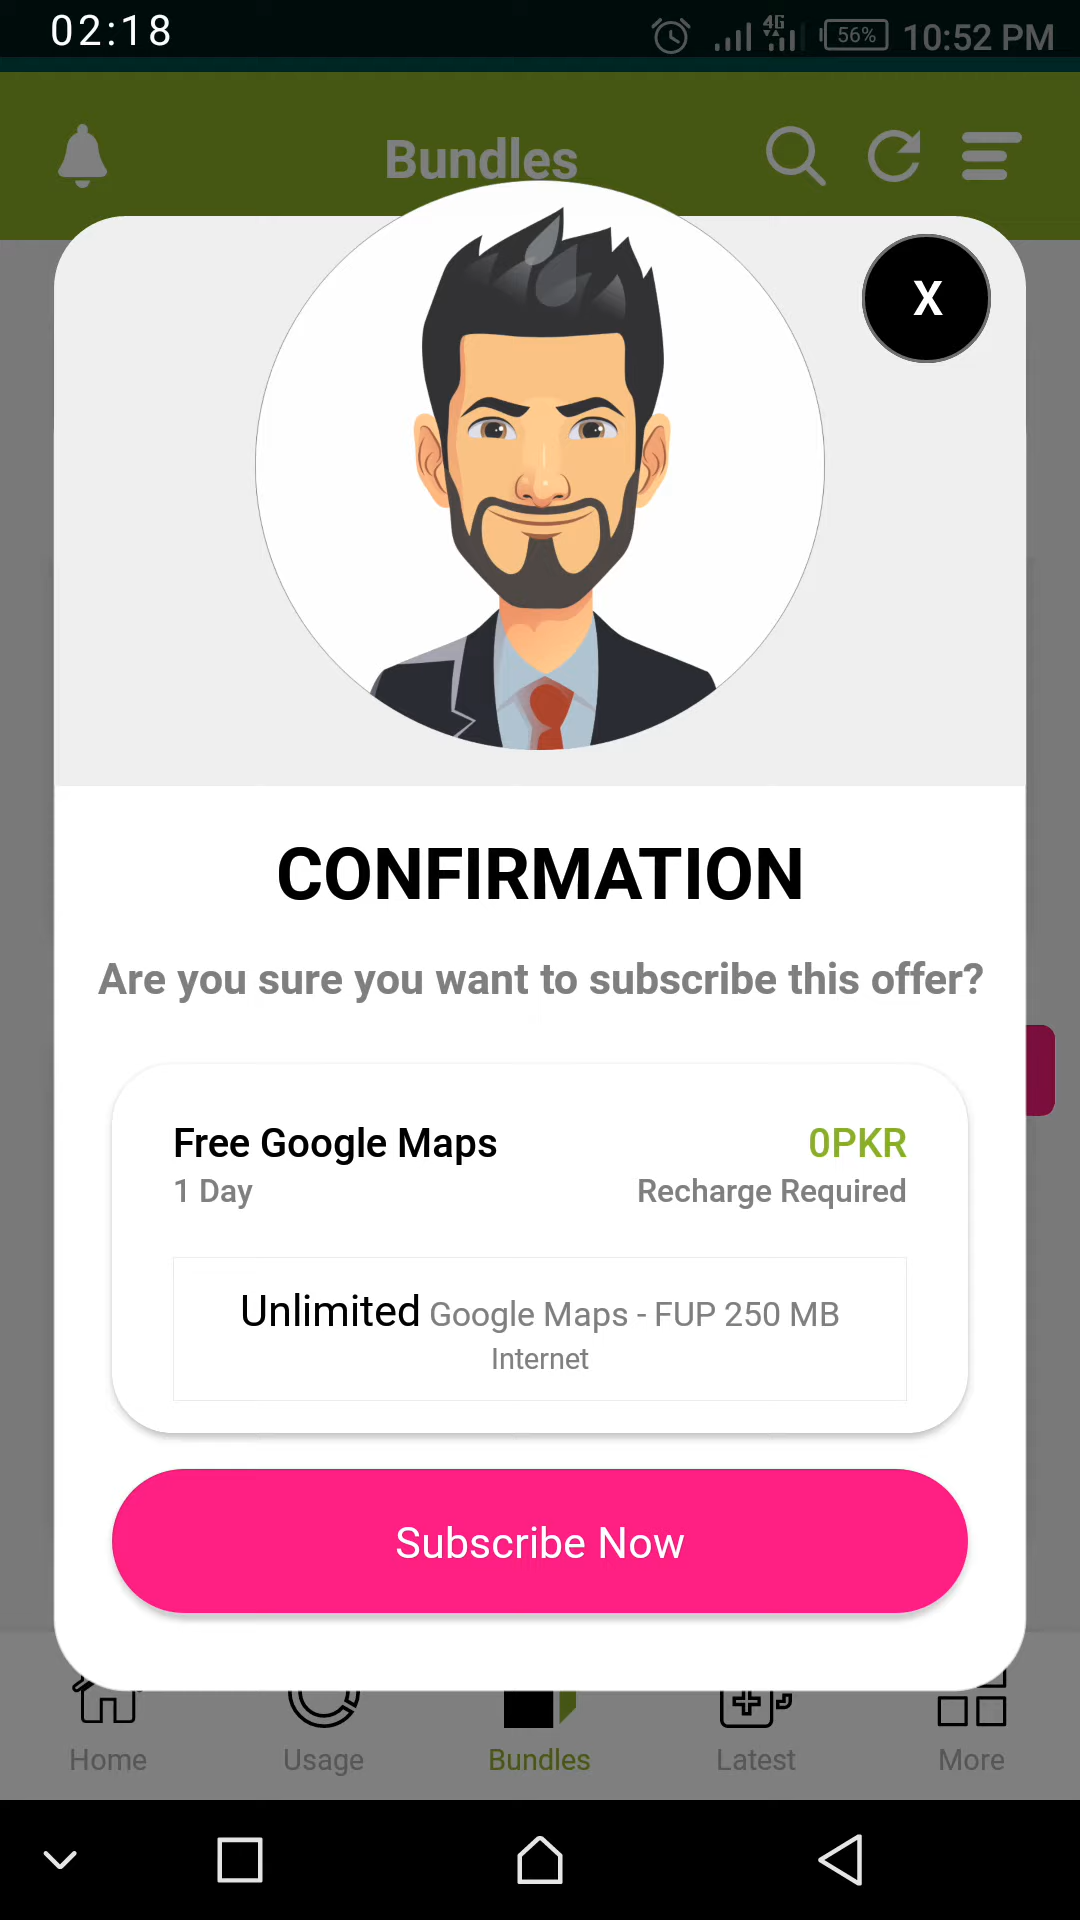 02:18
4G
56%
10:52 PM
Bundles
X
CONFIRMATION
Are you sure you want to subscribe this offer?
Free Google Maps
0PKR
1 Day
Recharge Required
Unlimited Google Maps - FUP 250 MB
Internet
Subscribe Now
Home
Usage
Bundles
Latest
More